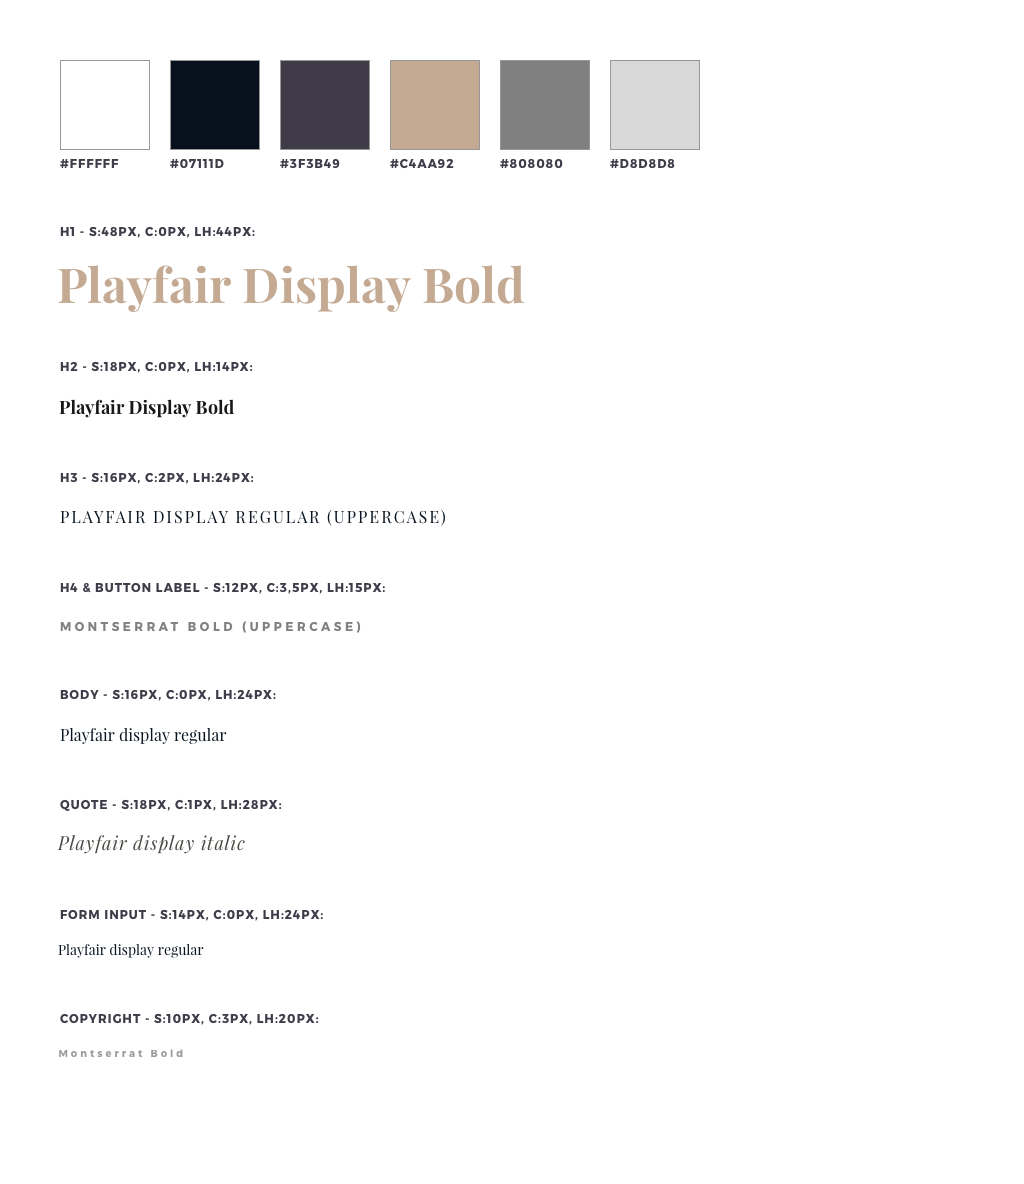 #FFFFFF #07111D #3F3B49 #C4AA92 #808080 #D8D8D8
H1 - S:48PX, C:0PX, LH:44PX:
Playfair Display Bold
H2 - S:18PX, C:0PX, LH:14PX:
Playfair Display Bold
H3 - S:16PX, C:2PX, LH:24PX:
PLAYFAIR DISPLAY REGULAR (UPPERCASE)
H4 & BUTTON LABEL - S:12PX, C:3,5PX, LH:15PX:
MONTSERRAT BOLD (UPPERCASE)
BODY - S:16PX, C:0PX, LH:24PX:
Playfair display regular
QUOTE - S:18PX, C:1PX, LH:28PX:
Playfair display italic
FORM INPUT - S:14PX, C:0PX, LH:24PX:
Playfair display regular
COPYRIGHT - S:10PX, C:3PX, LH:20PX:
Montserrat Bold